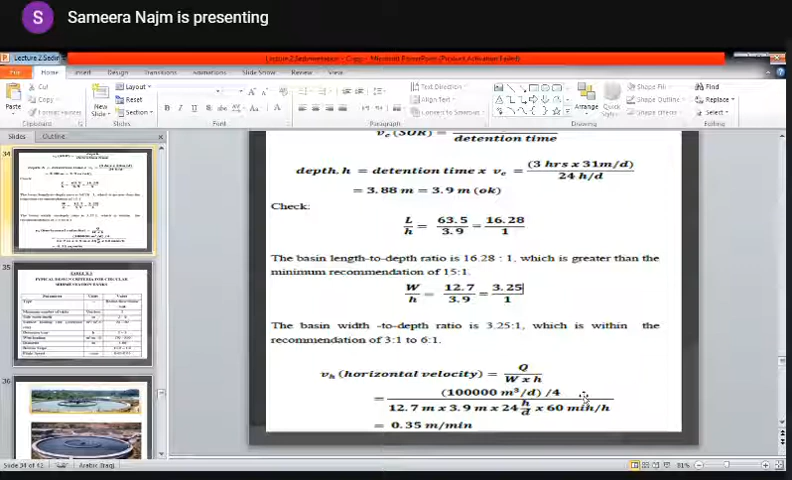 S
Sameera Najm is presenting
Lecture 2.Sedimentation - Copy - Microsoft PowerPoint (Product Activation Failed)
File Home Insert Design Transitions Animations Slide Show Review View
Paste Cut Copy Format Painter
New Slide Layout Reset Section
Text Direction Align Text Convert to SmartArt
Arrange Quick Styles Shape Fill Shape Outline Shape Effects
Find Replace Select
Clipboard Slides Font Paragraph Drawing Editing
Slides Outline
34
35
36
v_c (SOR) = 
detention time
depth, h = detention time x v_c = (3 hrs x 31m/d) / 24 h/d
= 3.88 m = 3.9 m (ok)
Check:
L/h = 63.5/3.9 = 16.28/1
The basin length-to-depth ratio is 16.28 : 1, which is greater than the
minimum recommendation of 15:1.
W/h = 12.7/3.9 = 3.25/1
The basin width -to-depth ratio is 3.25:1, which is within the
recommendation of 3:1 to 6:1.
v_h (horizontal velocity) = Q / W x h
= (100000 m³/d) /4 / 12.7 m x 3.9 m x 24 h/d x 60 min/h
= 0.35 m/min
Slide 34 of 42 Arabic (Iraq) 81%